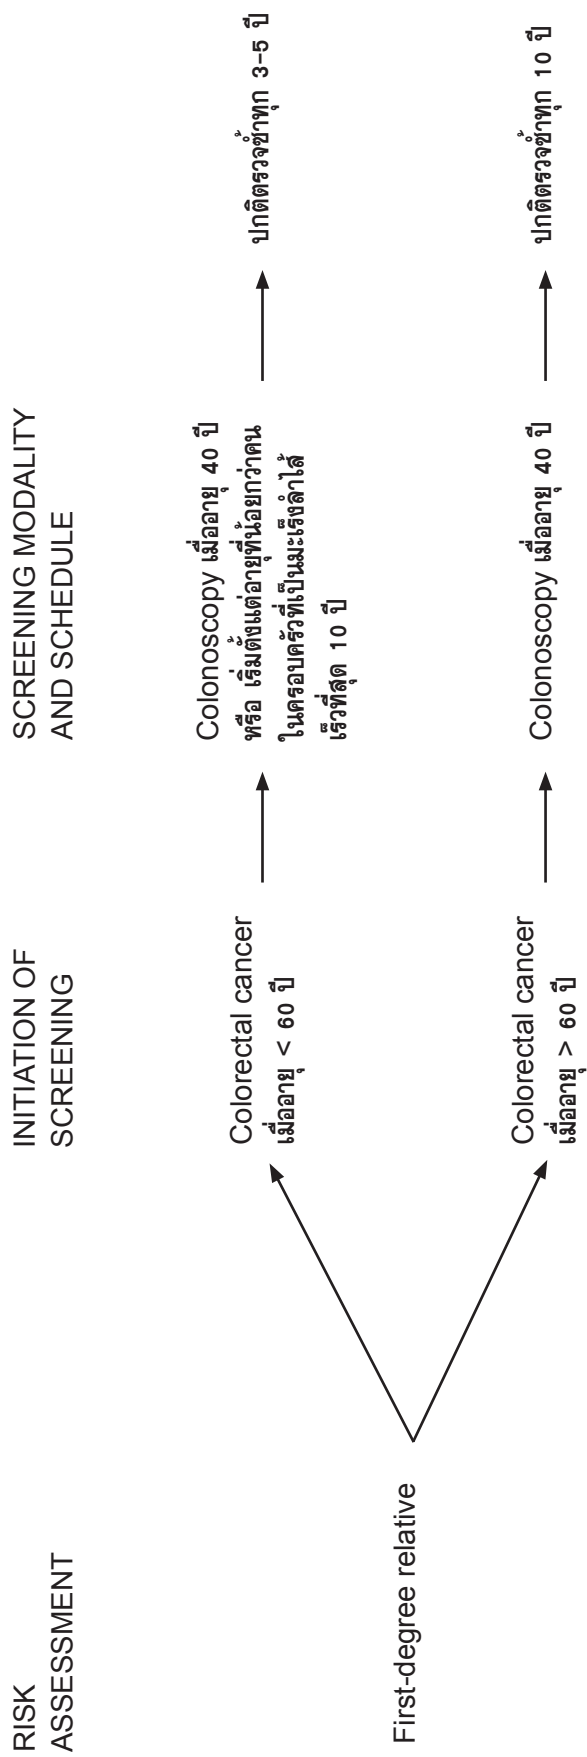 RISK
ASSESSMENT
INITIATION OF
SCREENING
SCREENING MODALITY
AND SCHEDULE
First-degree relative
Colorectal cancer
เมื่ออายุ < 60 ปี
Colonoscopy เมื่ออายุ 40 ปี
หรือ เริ่มตั้งแต่อายุที่น้อยกว่าคน
ในครอบครัวที่เป็นมะเร็งลำไส้
เร็วที่สุด 10 ปี
ปกติตรวจซ้ำทุก 3-5 ปี
Colorectal cancer
เมื่ออายุ > 60 ปี
Colonoscopy เมื่ออายุ 40 ปี
ปกติตรวจซ้ำทุก 10 ปี